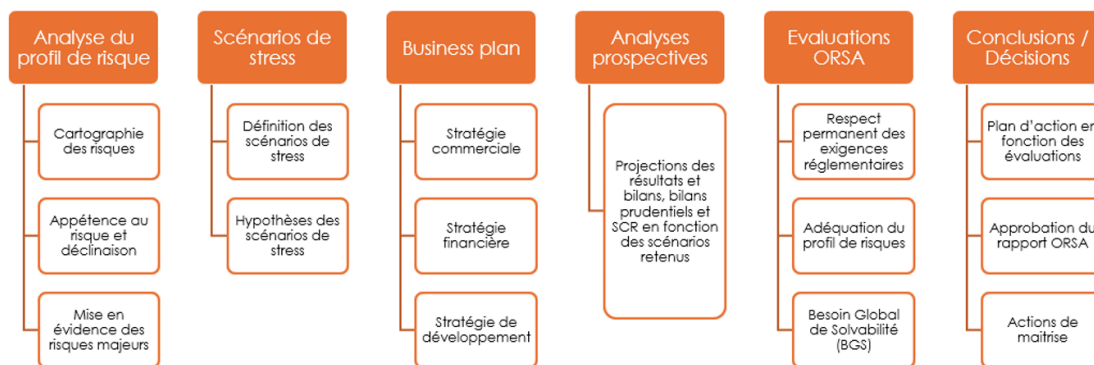 Analyse du
profil de risque
Cartographie
des risques
Appétence au
risque et
déclinaison
Mise en
évidence des
risques majeurs
Scénarios de
stress
Définition des
scénarios de
stress
Hypothèses des
scénarios de
stress
Business plan
Stratégie
commerciale
Stratégie
financière
Stratégie de
développement
Analyses
prospectives
Projections des
résultats et
bilans, bilans
prudentiels et
SCR en fonction
des scénarios
retenus
Evaluations
ORSA
Respect
permanent des
exigences
réglementaires
Adéquation du
profil de risques
Besoin Global
de Solvabilité
(BGS)
Conclusions /
Décisions
Plan d'action en
fonction des
évaluations
Approbation du
rapport ORSA
Actions de
maitrise